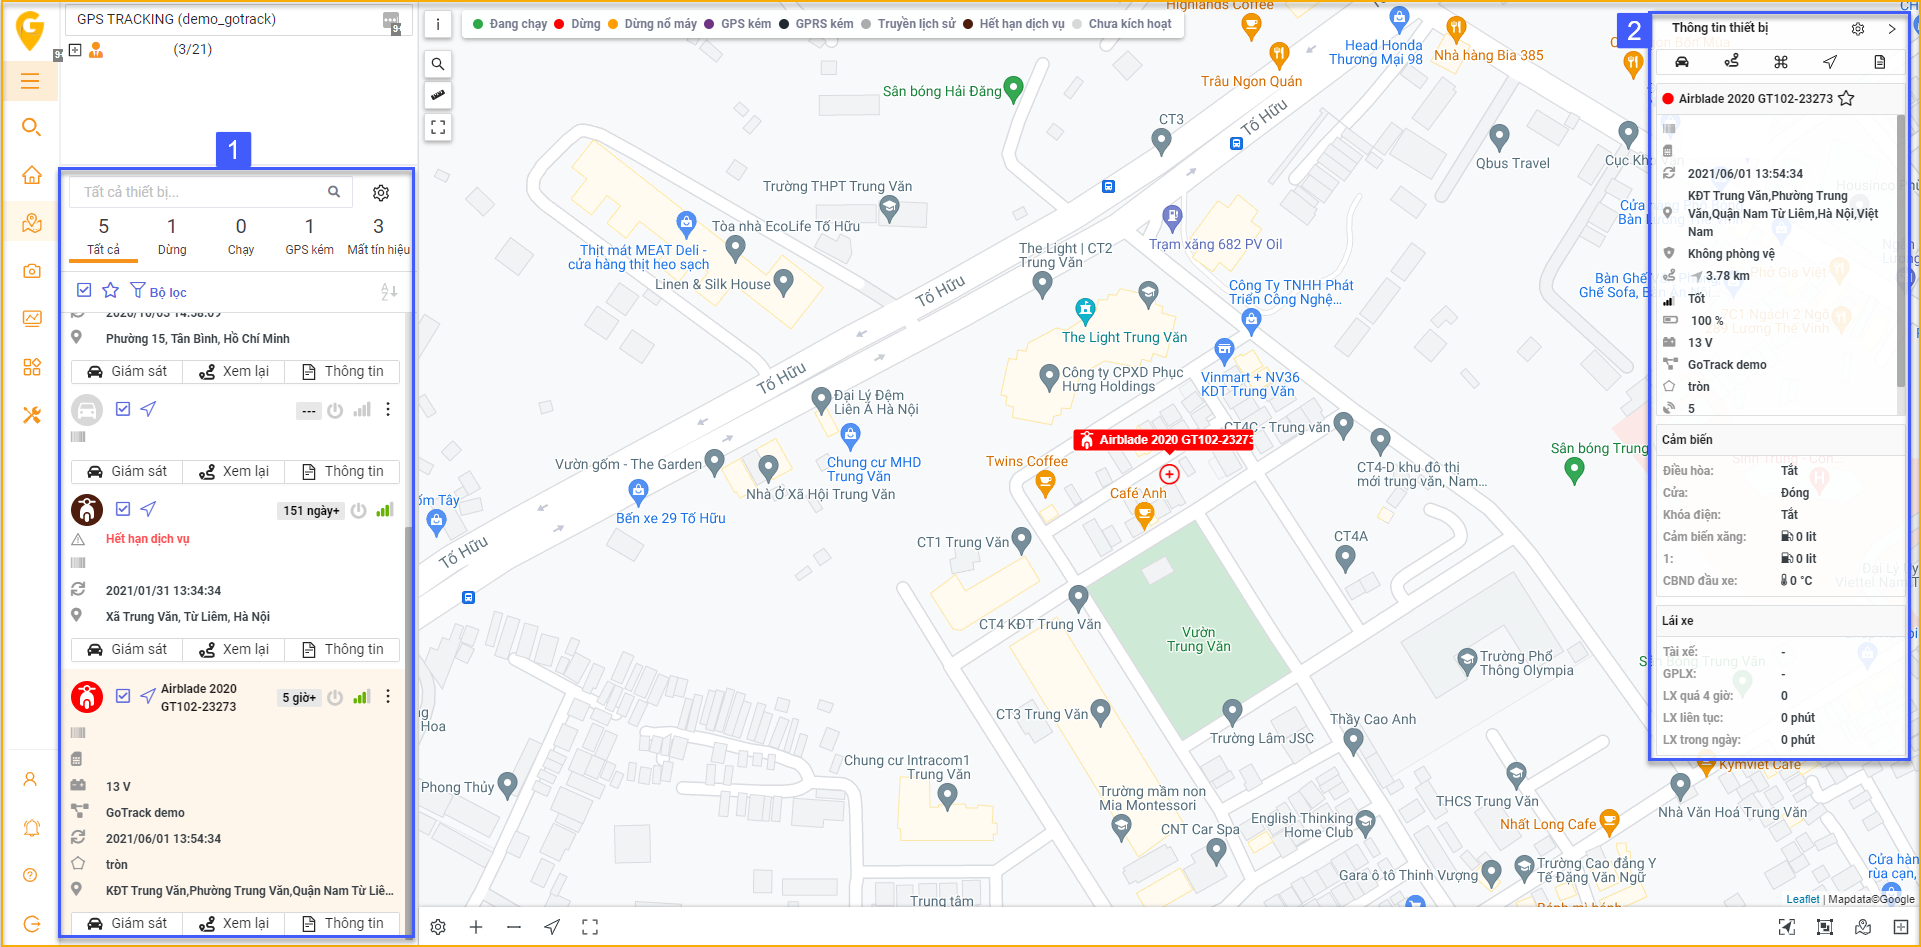 GPS TRACKING (demo_gotrack)
9+
9+
(3/21)
1
Tất cả thiết bị...
5
1
0
1
3
Tất cả
Dừng
Chạy
GPS kém
Mất tín hiệu
Bộ lọc
A
Z
2020/10/03 14:58:09
Phường 15, Tân Bình, Hồ Chí Minh
Giám sát
Xem lại
Thông tin
---
Giám sát
Xem lại
Thông tin
151 ngày+
Hết hạn dịch vụ
2021/01/31 13:34:34
Xã Trung Văn, Từ Liêm, Hà Nội
Giám sát
Xem lại
Thông tin
Airblade 2020
GT102-23273
5 giờ+
13 V
GoTrack demo
2021/06/01 13:54:34
tròn
KĐT Trung Văn,Phường Trung Văn,Quận Nam Từ Liê...
Giám sát
Xem lại
Thông tin
i
Đang chạy
Dừng
Dừng nổ máy
GPS kém
GPRS kém
Truyền lịch sử
Hết hạn dịch vụ
Chưa kích hoạt
Highlands Coffee
Head Honda
Thương Mại 98
Nhà hàng Bia 385
Trâu Ngon Quán
Sân bóng Hải Đăng
CT3
Tố Hữu
Qbus Travel
Trường THPT Trung Văn
Tòa nhà EcoLife Tố Hữu
Thịt mát MEAT Deli -
cửa hàng thịt heo sạch
Linen & Silk House
The Light | CT2
Trung Văn
Trạm xăng 682 PV Oil
Công Ty TNHH Phát
Triển Công Nghệ...
Tố Hữu
The Light Trung Văn
Công ty CPXD Phục
Hưng Holdings
Vinmart + NV36
KDT Trung Văn
Tố Hữu
Đại Lý Đệm
Liên Á Hà Nội
CT4C - Trung văn
Airblade 2020 GT102-23273
Vườn gốm - The Garden
Chung cư MHD
Trung Văn
Twins Coffee
CT4-D khu đô thị
mới trung văn, Nam...
Sân bóng Trung
Nhà Ở Xã Hội Trung Văn
Café Anh
ốm Tây
Bến xe 29 Tố Hữu
CT1 Trung Văn
CT4A
Tố Hữu
CT4 KĐT Trung Văn
Vườn
Trung Văn
Trường Phổ
Thông Olympia
CT3 Trung Văn
Hoa
Trường Lâm JSC
Thầy Cao Anh
Chung cư Intracom1
Trung Văn
Phong Thủy
Trường mầm non
Mia Montessori
THCS Trung Văn
Kymviet Cafe
Nhà Văn Hoá Trung Văn
CNT Car Spa
English Thinking
Home Club
Nhất Long Cafe
Gara ô tô Thinh Vượng
Trường Cao đẳng Y
Tế Đặng Văn Ngữ
Cửa hàn
rùa cạn,
Trung tâm
Bánh mì bánh
Leaflet | Mapdata©Google
2
Thông tin thiết bị
Airblade 2020 GT102-23273
2021/06/01 13:54:34
KĐT Trung Văn,Phường Trung
Văn,Quận Nam Từ Liêm,Hà Nội,Việt
Nam
Không phòng vệ
3.78 km
Tốt
100 %
13 V
GoTrack demo
tròn
5
Cảm biến
Điều hòa:
Tắt
Cửa:
Đóng
Khóa điện:
Tắt
Cảm biến xăng:
0 lit
1:
0 lit
CBND đầu xe:
0 °C
Lái xe
Tài xế:
-
GPLX:
-
LX quá 4 giờ:
0
LX liên tục:
0 phút
LX trong ngày:
0 phút